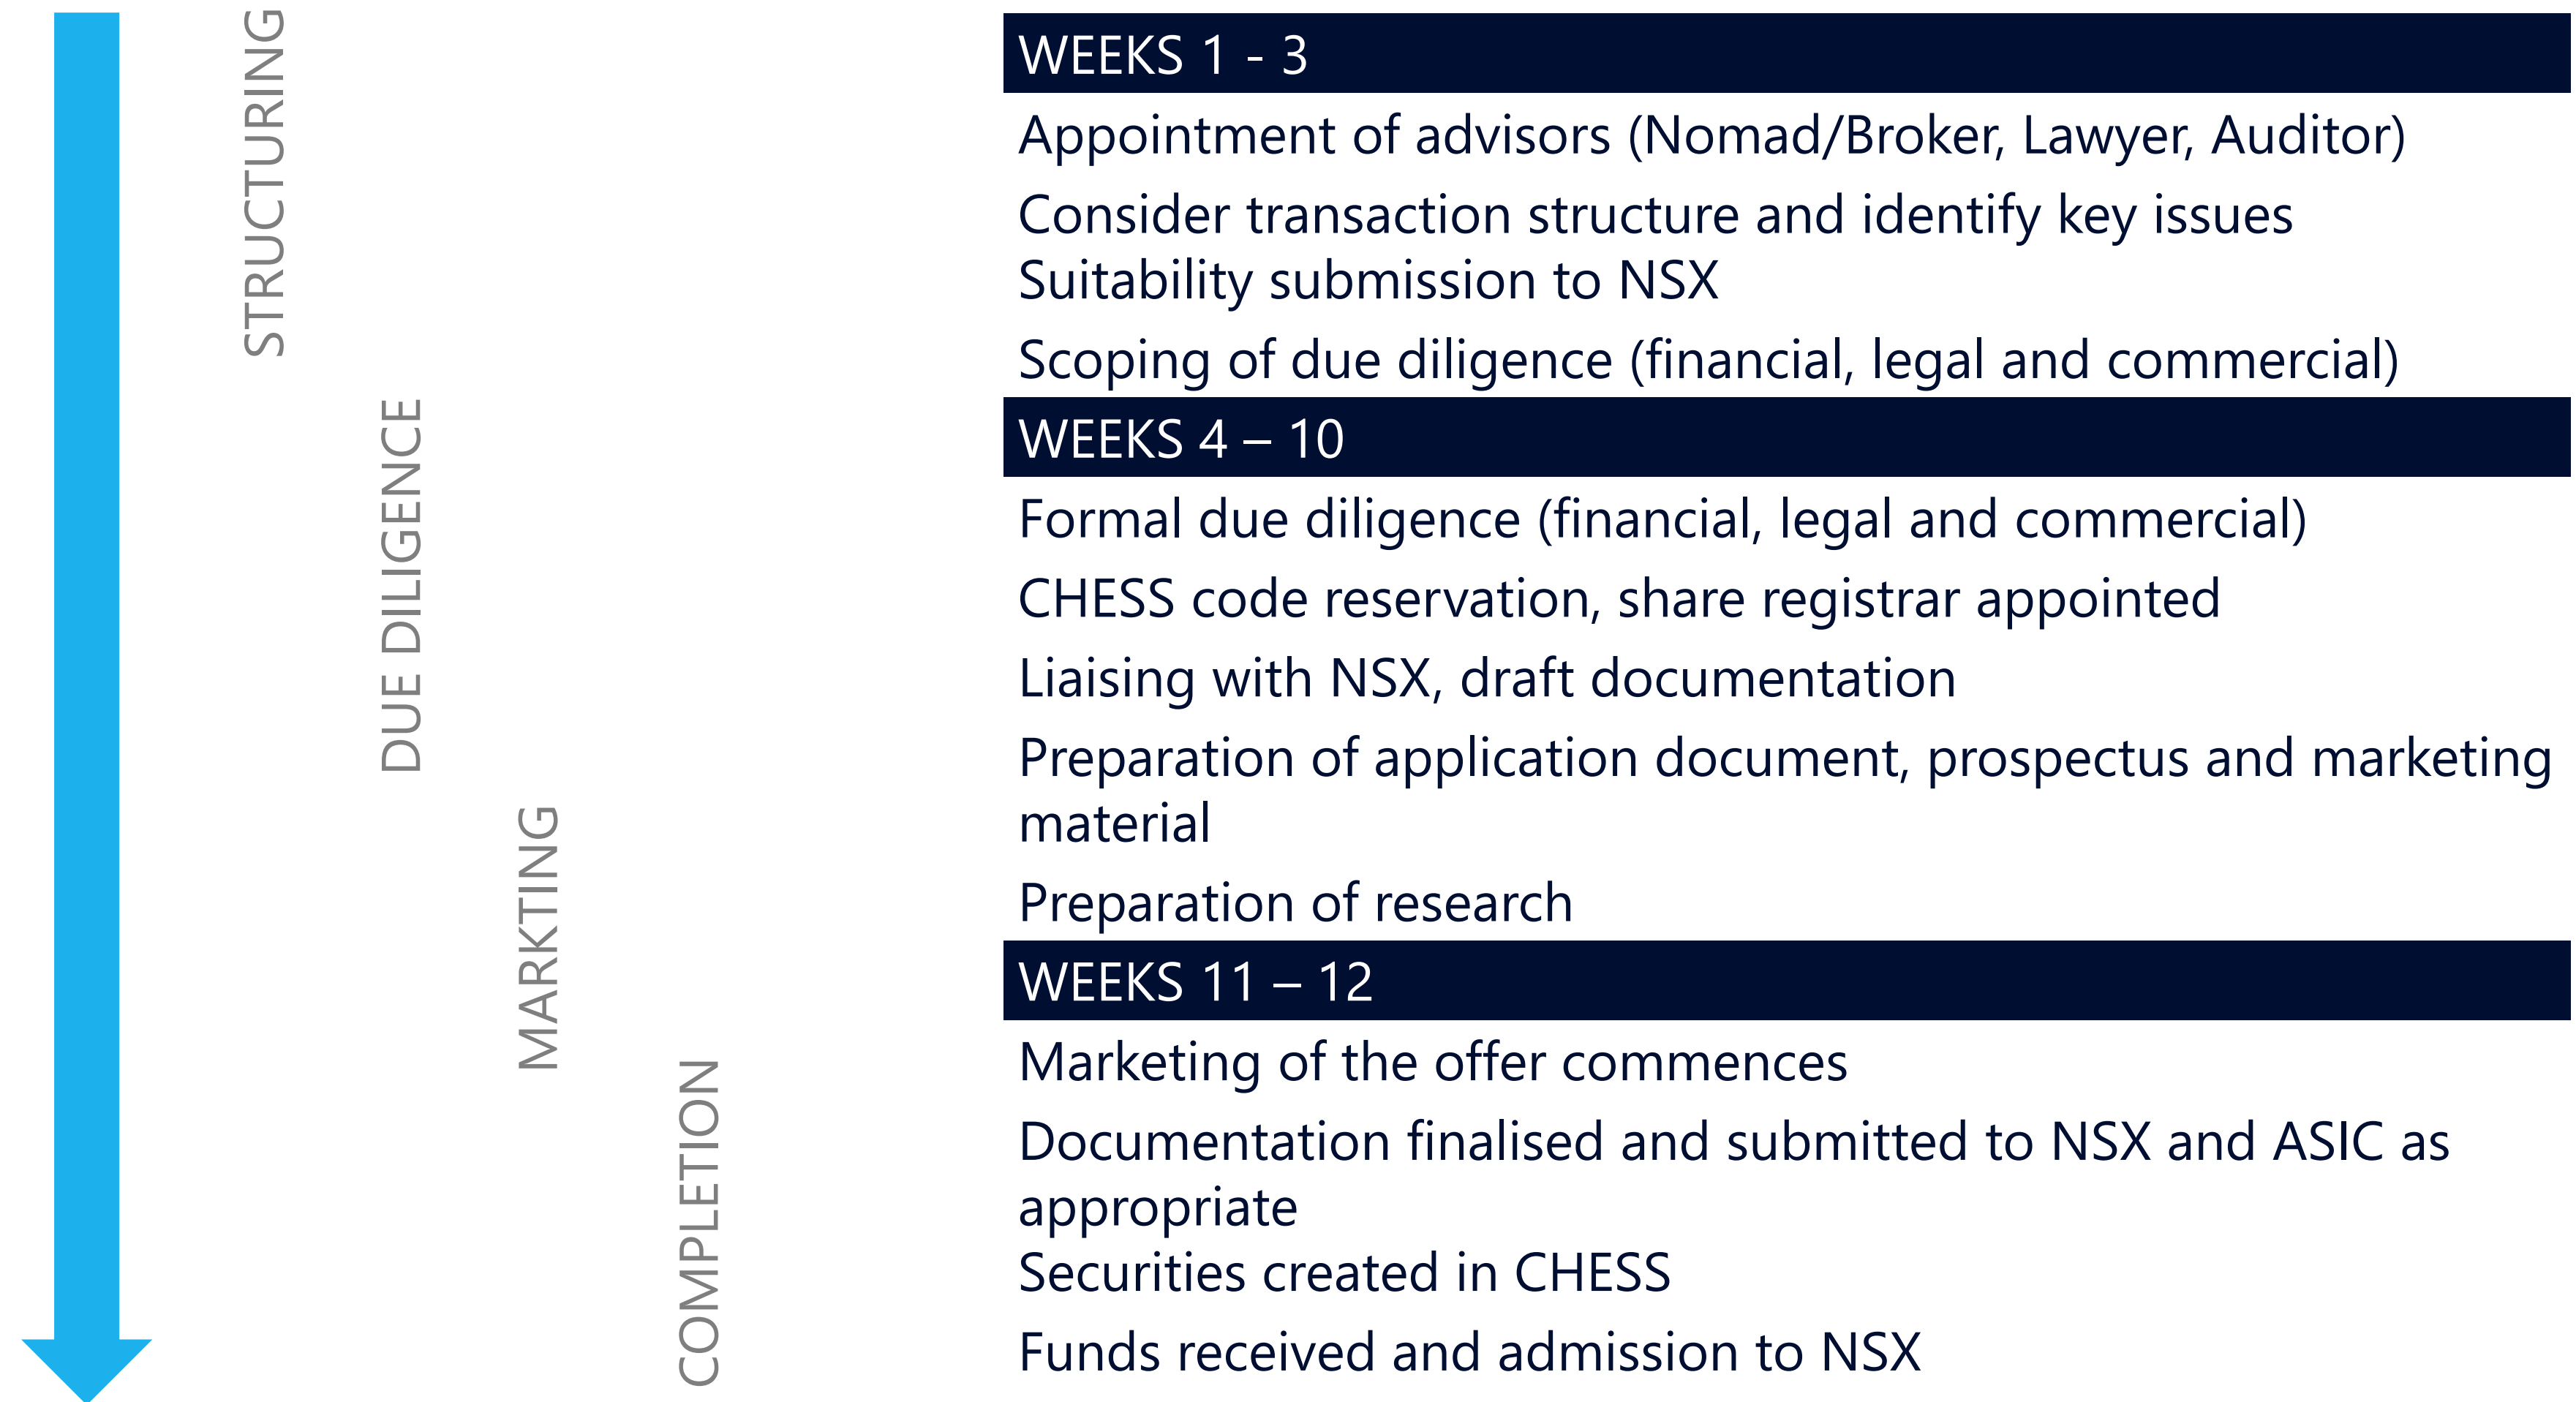 STRUCTURING
DUE DILIGENCE
MARKTING
COMPLETION
WEEKS 1 - 3
Appointment of advisors (Nomad/Broker, Lawyer, Auditor)
Consider transaction structure and identify key issues
Suitability submission to NSX
Scoping of due diligence (financial, legal and commercial)
WEEKS 4 – 10
Formal due diligence (financial, legal and commercial)
CHESS code reservation, share registrar appointed
Liaising with NSX, draft documentation
Preparation of application document, prospectus and marketing
material
Preparation of research
WEEKS 11 – 12
Marketing of the offer commences
Documentation finalised and submitted to NSX and ASIC as
appropriate
Securities created in CHESS
Funds received and admission to NSX